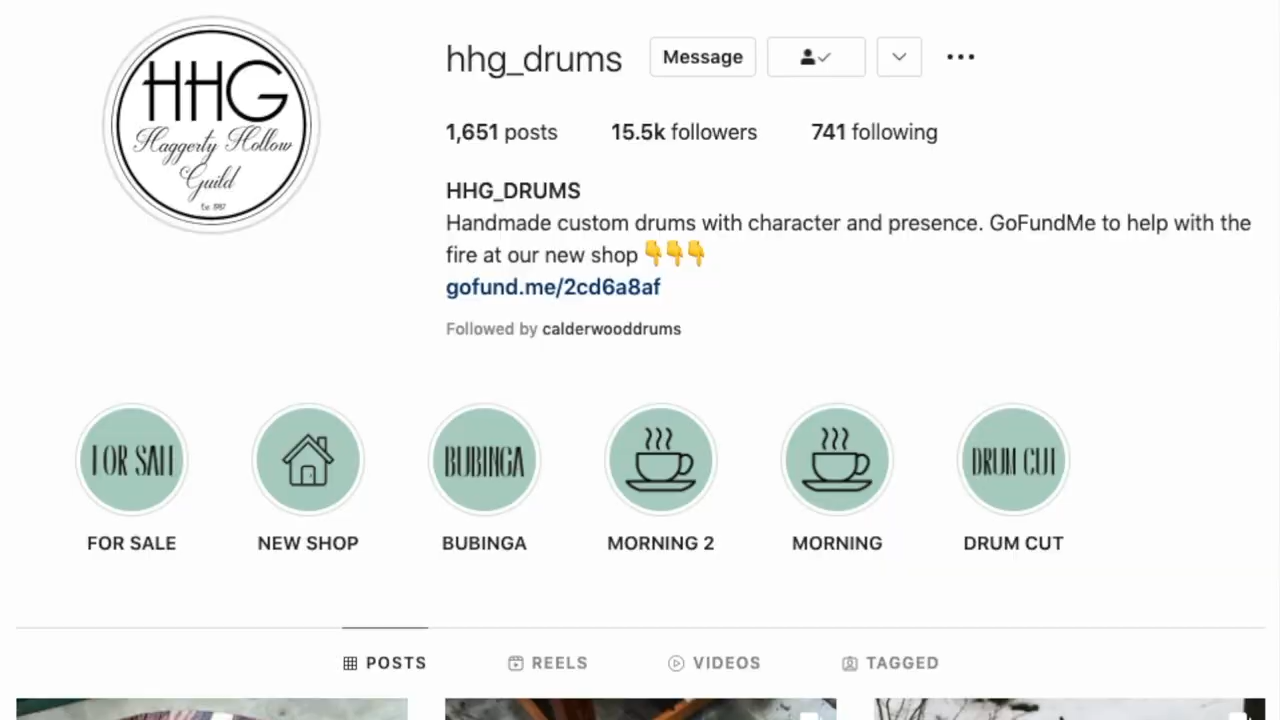 HHG
Haggerty Hollow
Guild
hhg_drums
Message
1,651 posts
15.5k followers
741 following
HHG_DRUMS
Handmade custom drums with character and presence. GoFundMe to help with the
fire at our new shop 👇👇👇
gofund.me/2cd6a8af
Followed by calderwooddrums
FOR SALE
BUBINGA
DRUM CUT
FOR SALE
NEW SHOP
BUBINGA
MORNING 2
MORNING
DRUM CUT
POSTS
REELS
VIDEOS
TAGGED